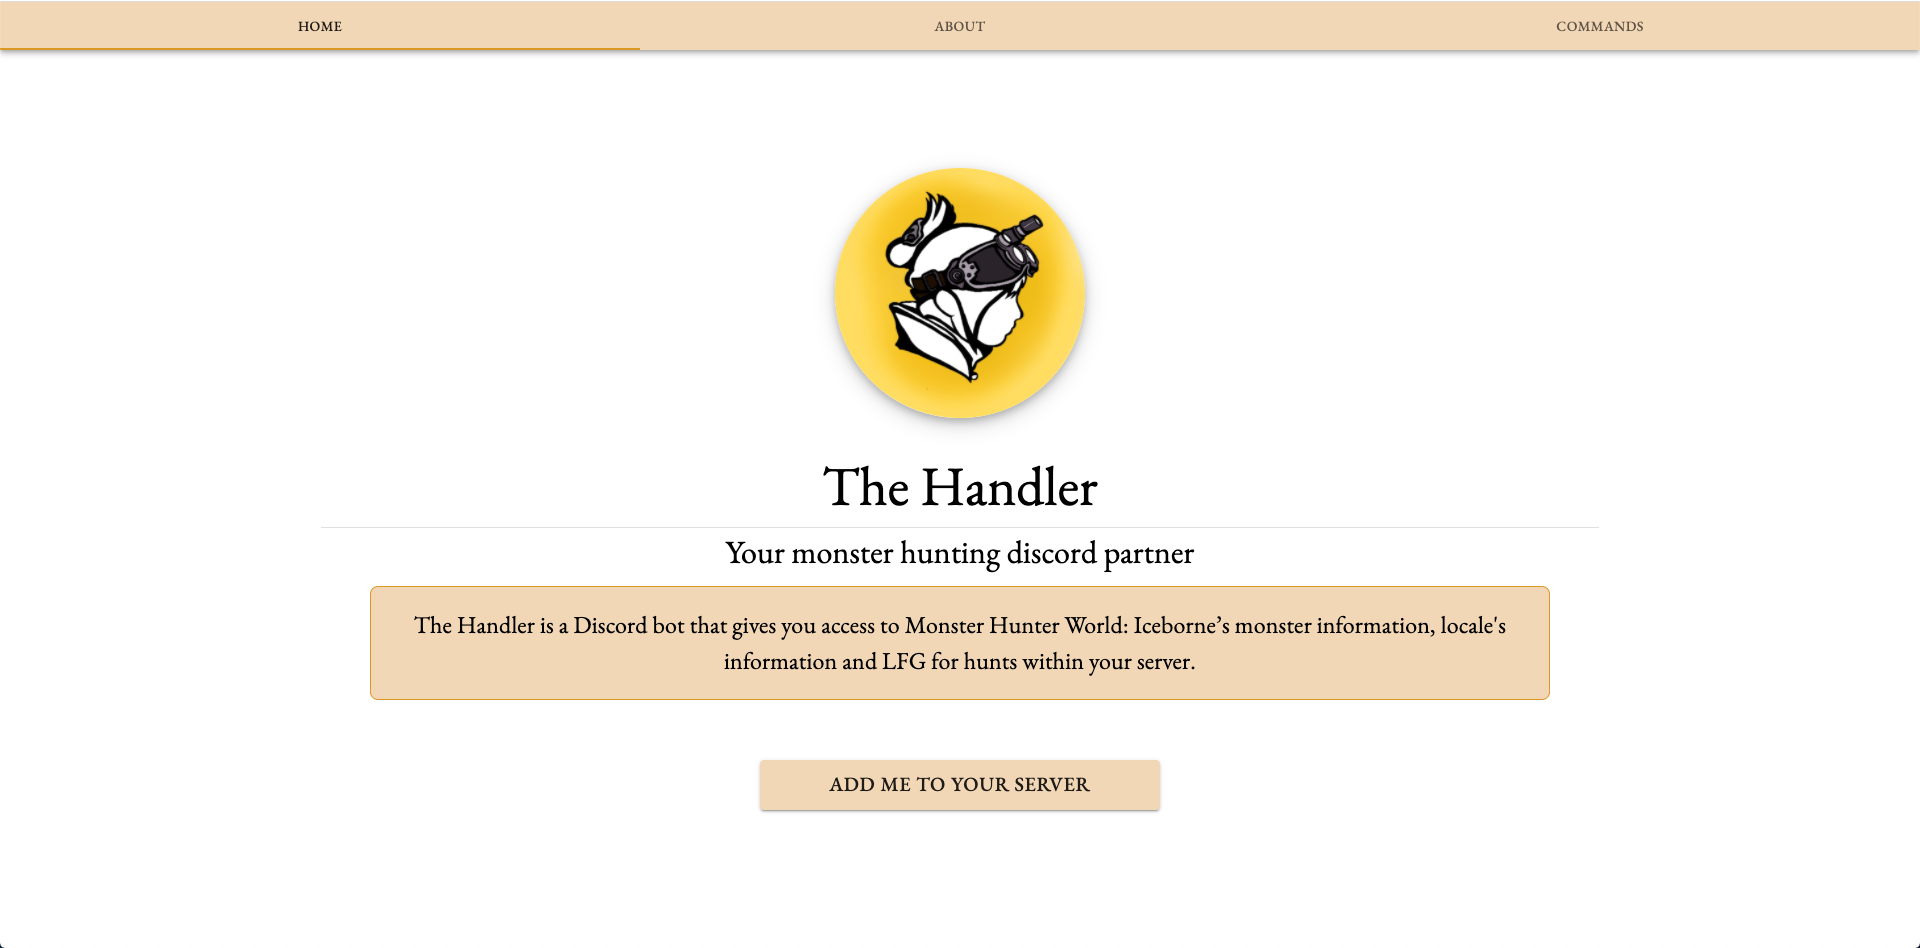 HOME
ABOUT
COMMANDS
The Handler
Your monster hunting discord partner
The Handler is a Discord bot that gives you access to Monster Hunter World: Iceborne’s monster information, locale's
information and LFG for hunts within your server.
ADD ME TO YOUR SERVER